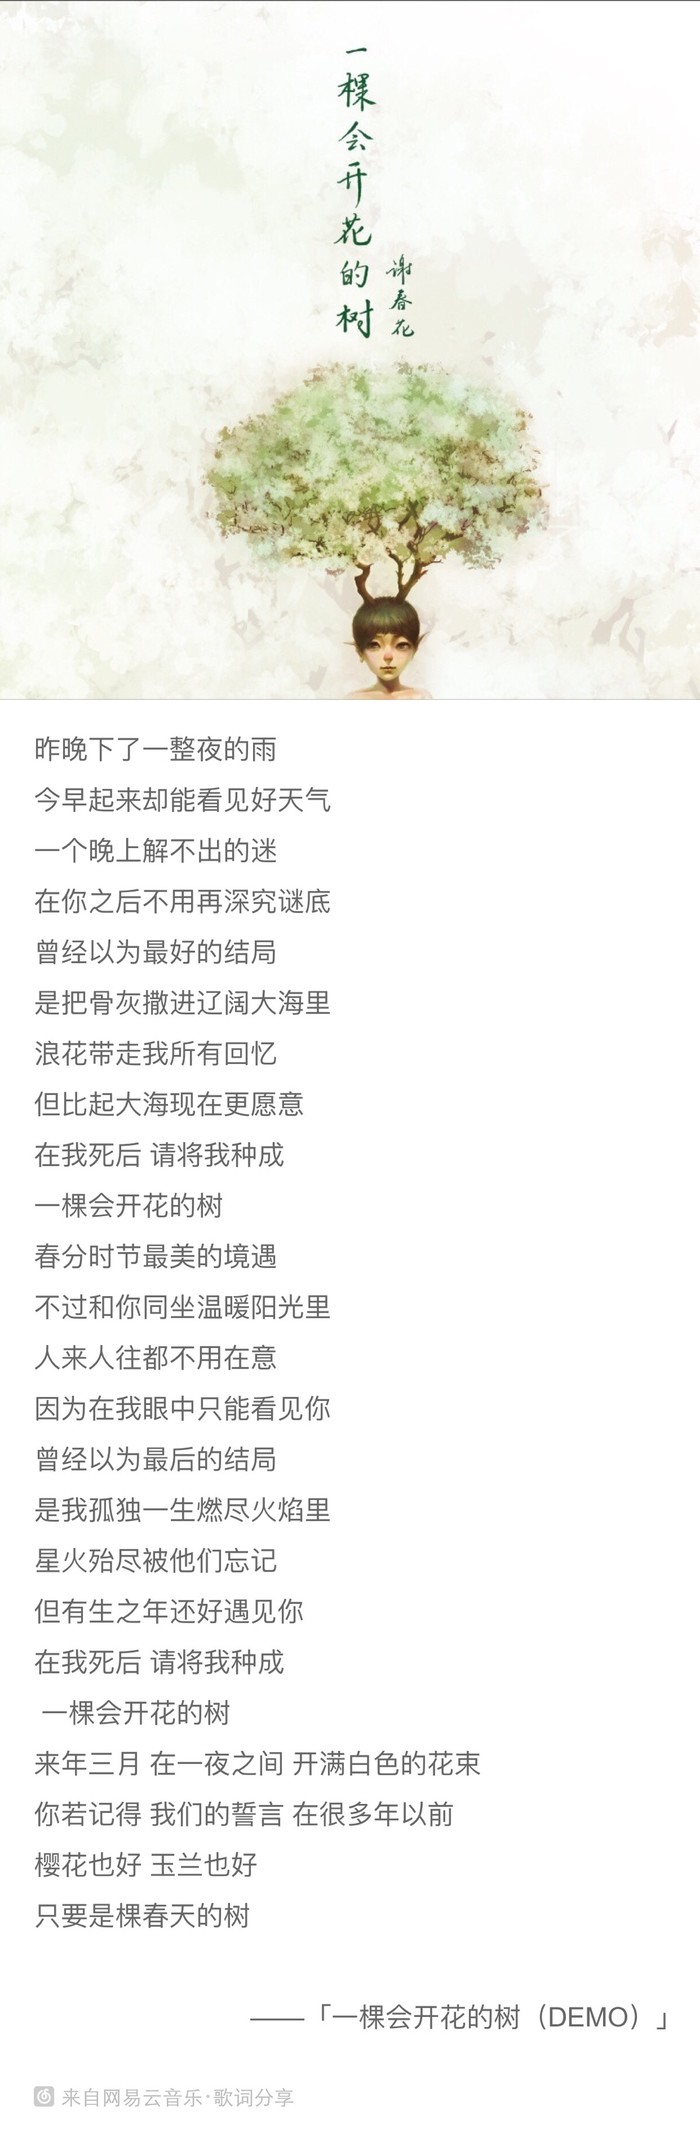 一棵会开花的树
谢春花
昨晚下了一整夜的雨
今早起来却能看见好天气
一个晚上解不出的迷
在你之后不用再深究谜底
曾经以为最好的结局
是把骨灰撒进辽阔大海里
浪花带走我所有回忆
但比起大海现在更愿意
在我死后 请将我种成
一棵会开花的树
春分时节最美的境遇
不过和你同坐温暖阳光里
人来人往都不用在意
因为在我眼中只能看见你
曾经以为最后的结局
是我孤独一生燃尽火焰里
星火殆尽被他们忘记
但有生之年还好遇见你
在我死后 请将我种成
一棵会开花的树
来年三月 在一夜之间 开满白色的花束
你若记得 我们的誓言 在很多年以前
樱花也好 玉兰也好
只要是棵春天的树
——「一棵会开花的树（DEMO）」
来自网易云音乐·歌词分享